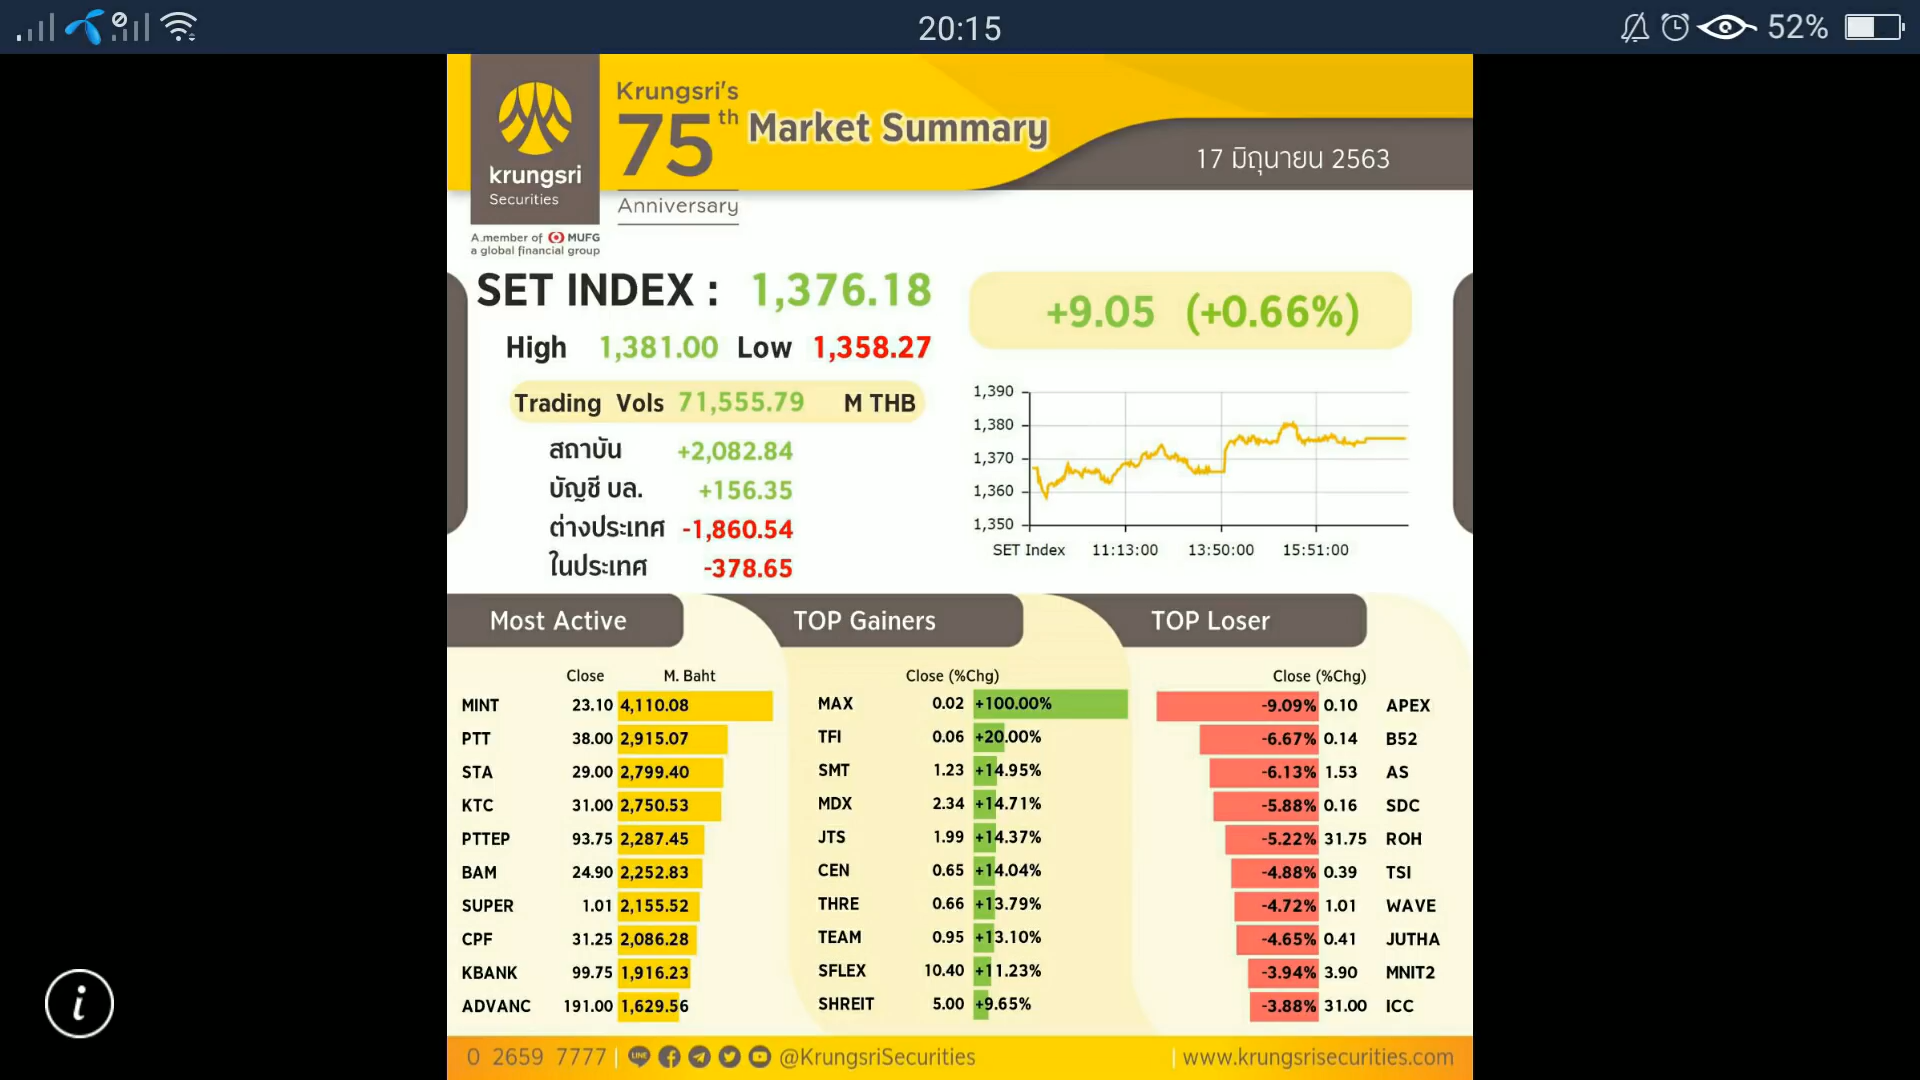 20:15
52%
Krungsri's
75th
Market Summary
17 มิถุนายน 2563
krungsri
Securities
Anniversary
A member of MUFG
a global financial group
SET INDEX : 1,376.18
+9.05 (+0.66%)
High 1,381.00 Low 1,358.27
Trading Vols 71,555.79 M THB
สถาบัน +2,082.84
บัญชี บล. +156.35
ต่างประเทศ -1,860.54
ในประเทศ -378.65
1,390
1,380
1,370
1,360
1,350
SET Index 11:13:00 13:50:00 15:51:00
Most Active
Close M. Baht
MINT 23.10 4,110.08
PTT 38.00 2,915.07
STA 29.00 2,799.40
KTC 31.00 2,750.53
PTTEP 93.75 2,287.45
BAM 24.90 2,252.83
SUPER 1.01 2,155.52
CPF 31.25 2,086.28
KBANK 99.75 1,916.23
ADVANC 191.00 1,629.56
TOP Gainers
Close (%Chg)
MAX 0.02 +100.00%
TFI 0.06 +20.00%
SMT 1.23 +14.95%
MDX 2.34 +14.71%
JTS 1.99 +14.37%
CEN 0.65 +14.04%
THRE 0.66 +13.79%
TEAM 0.95 +13.10%
SFLEX 10.40 +11.23%
SHREIT 5.00 +9.65%
TOP Loser
Close (%Chg)
-9.09% 0.10 APEX
-6.67% 0.14 B52
-6.13% 1.53 AS
-5.88% 0.16 SDC
-5.22% 31.75 ROH
-4.88% 0.39 TSI
-4.72% 1.01 WAVE
-4.65% 0.41 JUTHA
-3.94% 3.90 MNIT2
-3.88% 31.00 ICC
i
0 2659 7777 | LINE @KrungsriSecurities | www.krungsrisecurities.com